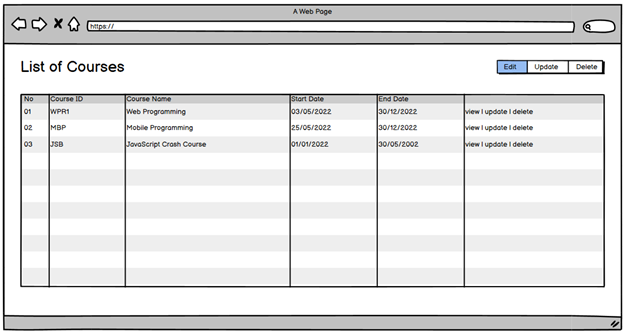 A Web Page
https://
List of Courses
Edit Update Delete
No Course ID Course Name Start Date End Date
01 WPR1 Web Programming 03/05/2022 30/12/2022 view | update | delete
02 MBP Mobile Programming 25/05/2022 30/12/2022 view | update | delete
03 JSB JavaScript Crash Course 01/01/2022 30/05/2002 view | update | delete